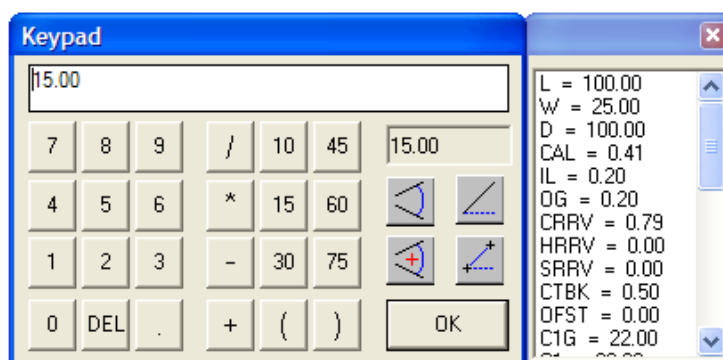 Keypad
15.00
7 8 9 / 10 45 15.00
4 5 6 * 15 60
1 2 3 - 30 75
0 DEL . + ( ) OK
L = 100.00
W = 25.00
D = 100.00
CAL = 0.41
IL = 0.20
OG = 0.20
CRRV = 0.79
HRRV = 0.00
SRRV = 0.00
CTBK = 0.50
OFST = 0.00
C1G = 22.00